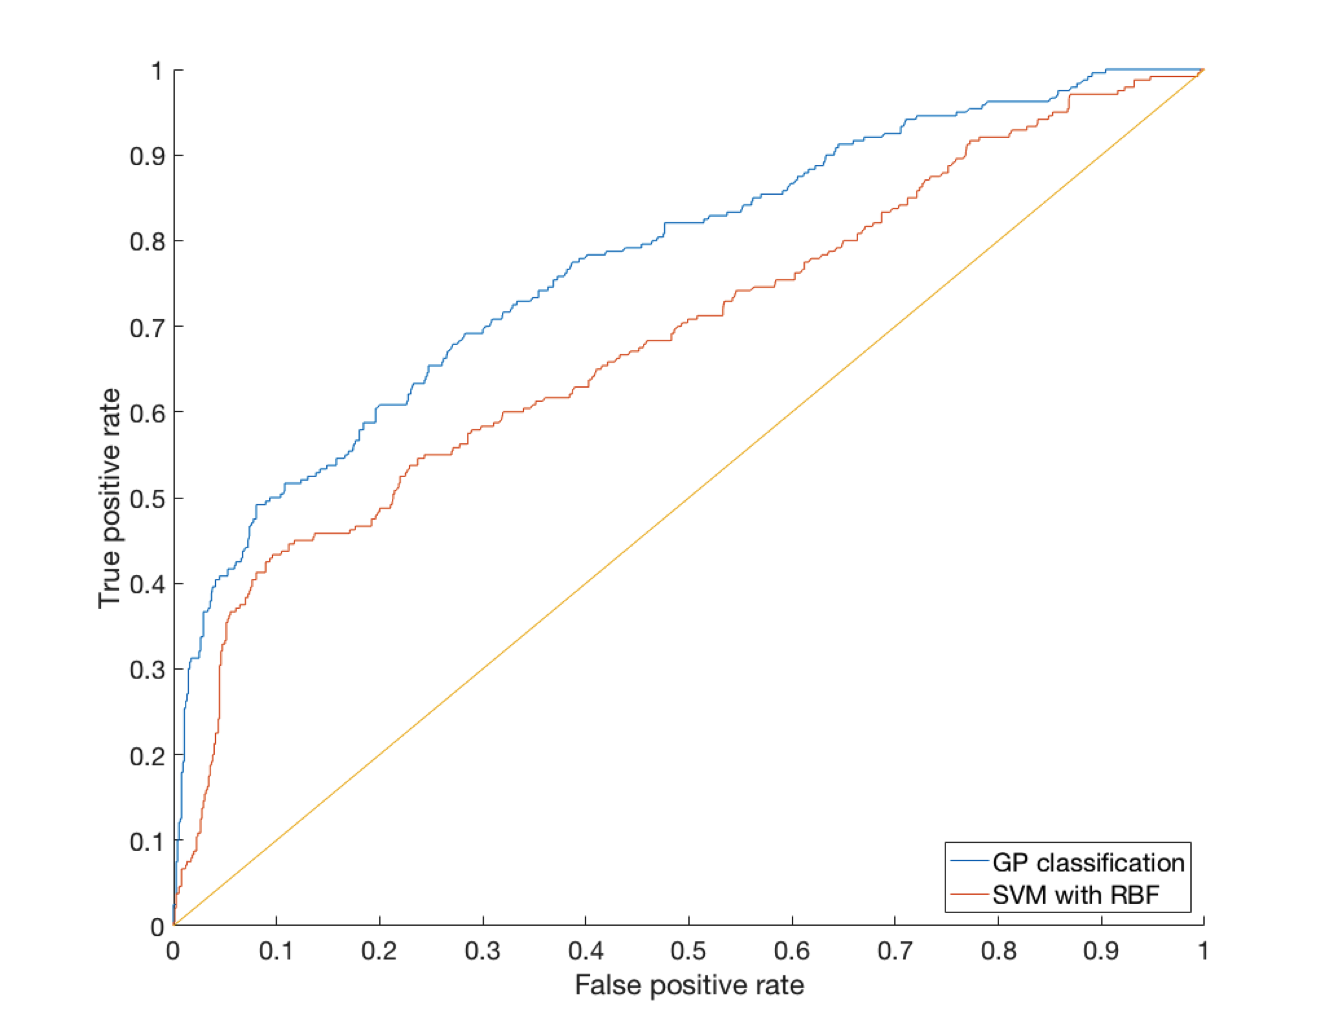 1
0.9
0.8
0.7
0.6
0.5
0.4
0.3
0.2
0.1
0
True positive rate
GP classification
SVM with RBF
0 0.1 0.2 0.3 0.4 0.5 0.6 0.7 0.8 0.9 1
False positive rate